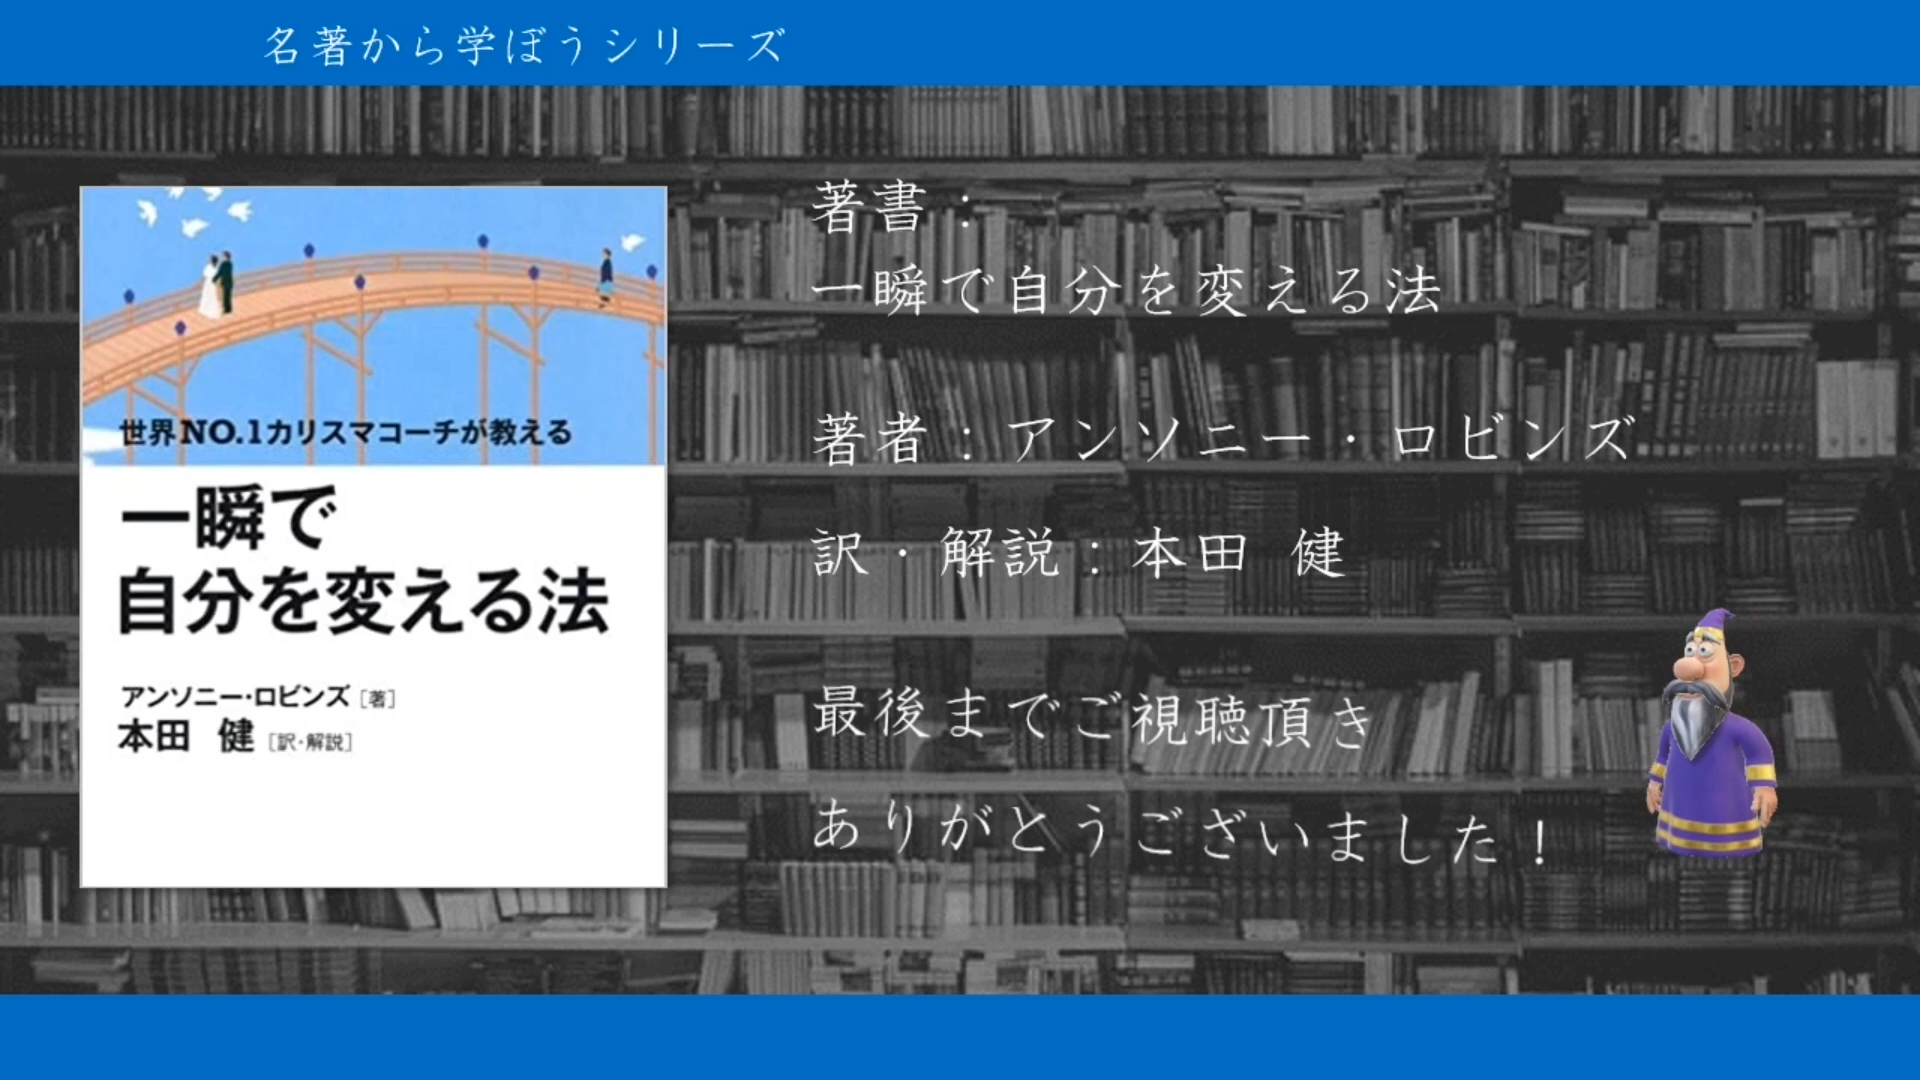 名著から学ぼうシリーズ
世界NO.1カリスマコーチが教える
一瞬で
自分を変える法
アンソニー・ロビンズ［著］
本田 健［訳・解説］
著書：
一瞬で自分を変える法
著者：アンソニー・ロビンズ
訳・解説：本田 健
最後までご視聴頂き
ありがとうございました！